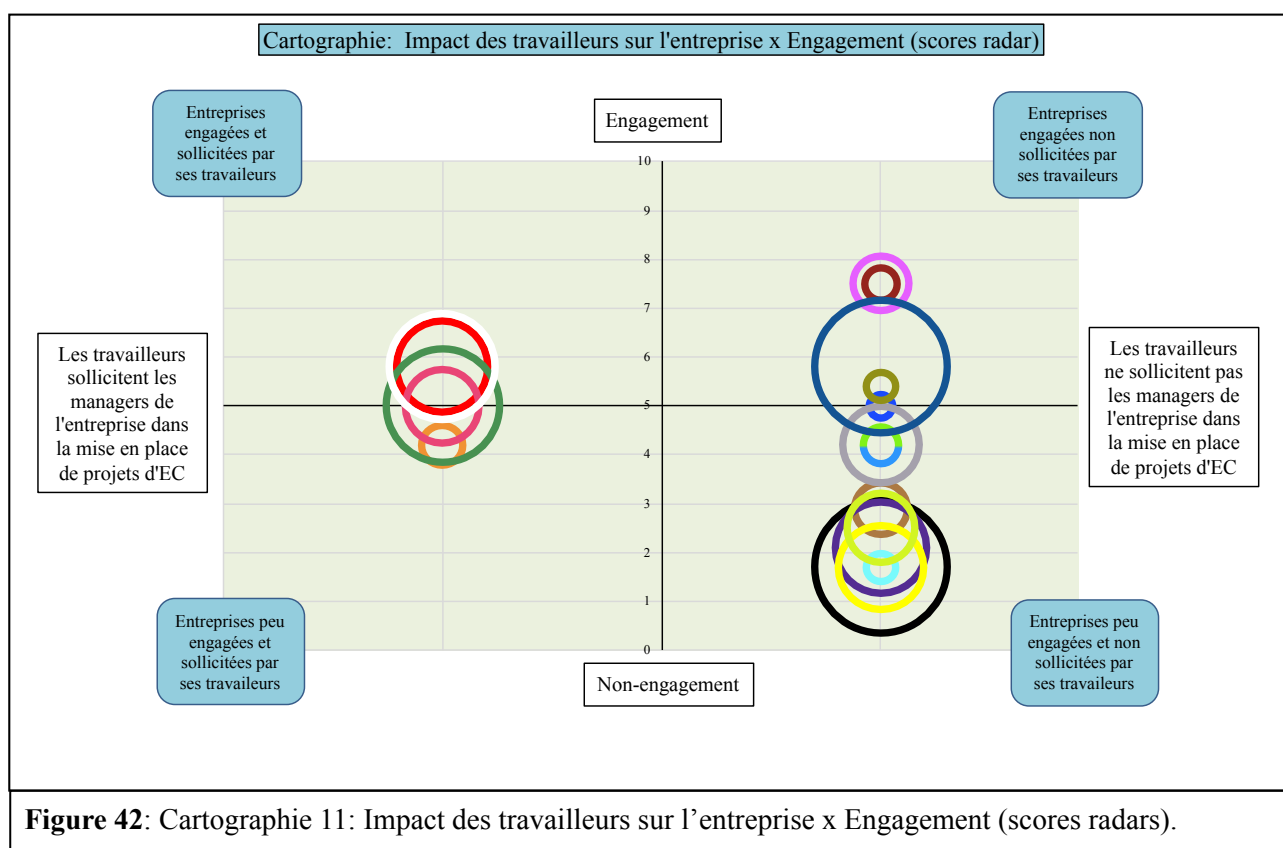 Cartographie: Impact des travailleurs sur l'entreprise x Engagement (scores radar)
Entreprises
engagées et
sollicitées par
ses travaileurs
Engagement
Entreprises
engagées non
sollicitées par
ses travaileurs
10
9
8
7
6
5
4
3
2
1
0
Les travailleurs
sollicitent les
managers de
l'entreprise dans
la mise en place
de projets d'EC
Les travailleurs
ne sollicitent pas
les managers de
l'entreprise dans
la mise en place
de projets d'EC
Entreprises peu
engagées et
sollicitées par
ses travaileurs
Non-engagement
Entreprises peu
engagées et non
sollicitées par
ses travaileurs
Figure 42: Cartographie 11: Impact des travailleurs sur l’entreprise x Engagement (scores radars).